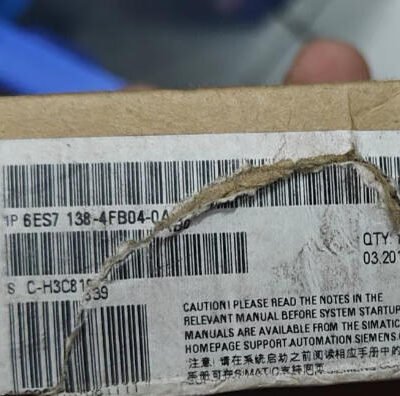 1P 6ES7 138-4FB04-0AB0
QTY:
03.201
S C-H3C81
339
CAUTION! PLEASE READ THE NOTES IN THE
RELEVANT MANUAL BEFORE SYSTEM STARTUP
MANUALS ARE AVAILABLE FROM THE SIMATIC
HOMEPAGE SUPPORT.AUTOMATION.SIEMENS.C
注意, 请在系统启动之前阅读相应手册中的